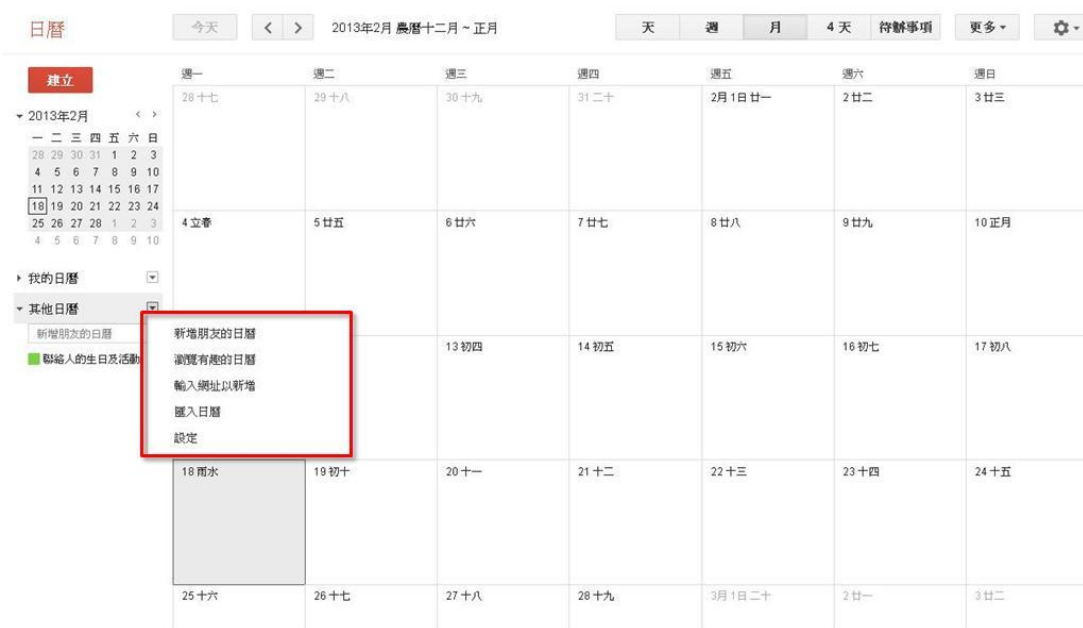 日曆
今天
2013年2月 農曆十二月 ~ 正月
天
週
月
4 天
待辦事項
更多
建立
2013年2月
一 二 三 四 五 六 日
28 29 30 31 1 2 3
4 5 6 7 8 9 10
11 12 13 14 15 16 17
18 19 20 21 22 23 24
25 26 27 28 1 2 3
4 5 6 7 8 9 10
我的日曆
其他日曆
新增朋友的日曆
聯絡人的生日及活動
新增朋友的日曆
瀏覽有趣的日曆
輸入網址以新增
匯入日曆
設定
週一 週二 週三 週四 週五 週六 週日
28 十七 29 十八 30 十九 31 二十 2月 1日 廿一 2 廿二 3 廿三
4 立春 5 廿五 6 廿六 7 廿七 8 廿八 9 廿九 10 正月
13 初四 14 初五 15 初六 16 初七 17 初八
18 雨水 19 初十 20 十一 21 十二 22 十三 23 十四 24 十五
25 十六 26 十七 27 十八 28 十九 3月 1日 二十 2 廿一 3 廿二